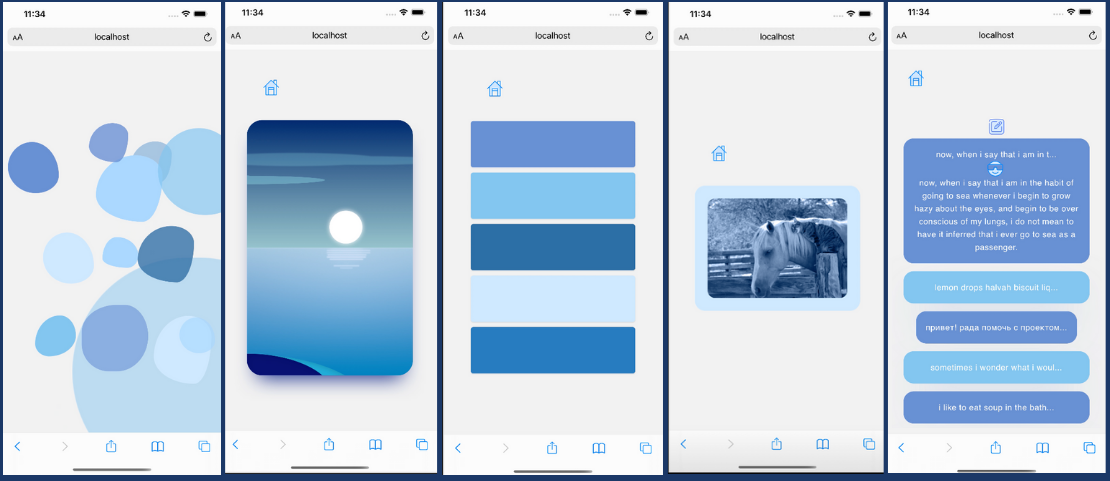 11:34
AA
localhost
11:34
AA
localhost
11:34
AA
localhost
11:34
AA
localhost
11:34
AA
localhost
now, when i say that i am in t...
now, when i say that i am in the habit of
going to sea whenever i begin to grow
hazy about the eyes, and begin to be over
conscious of my lungs, i do not mean to
have it inferred that i ever go to sea as a
passenger.
lemon drops halvah biscuit liq...
привет! рада помочь с проектом...
sometimes i wonder what i woul...
i like to eat soup in the bath...